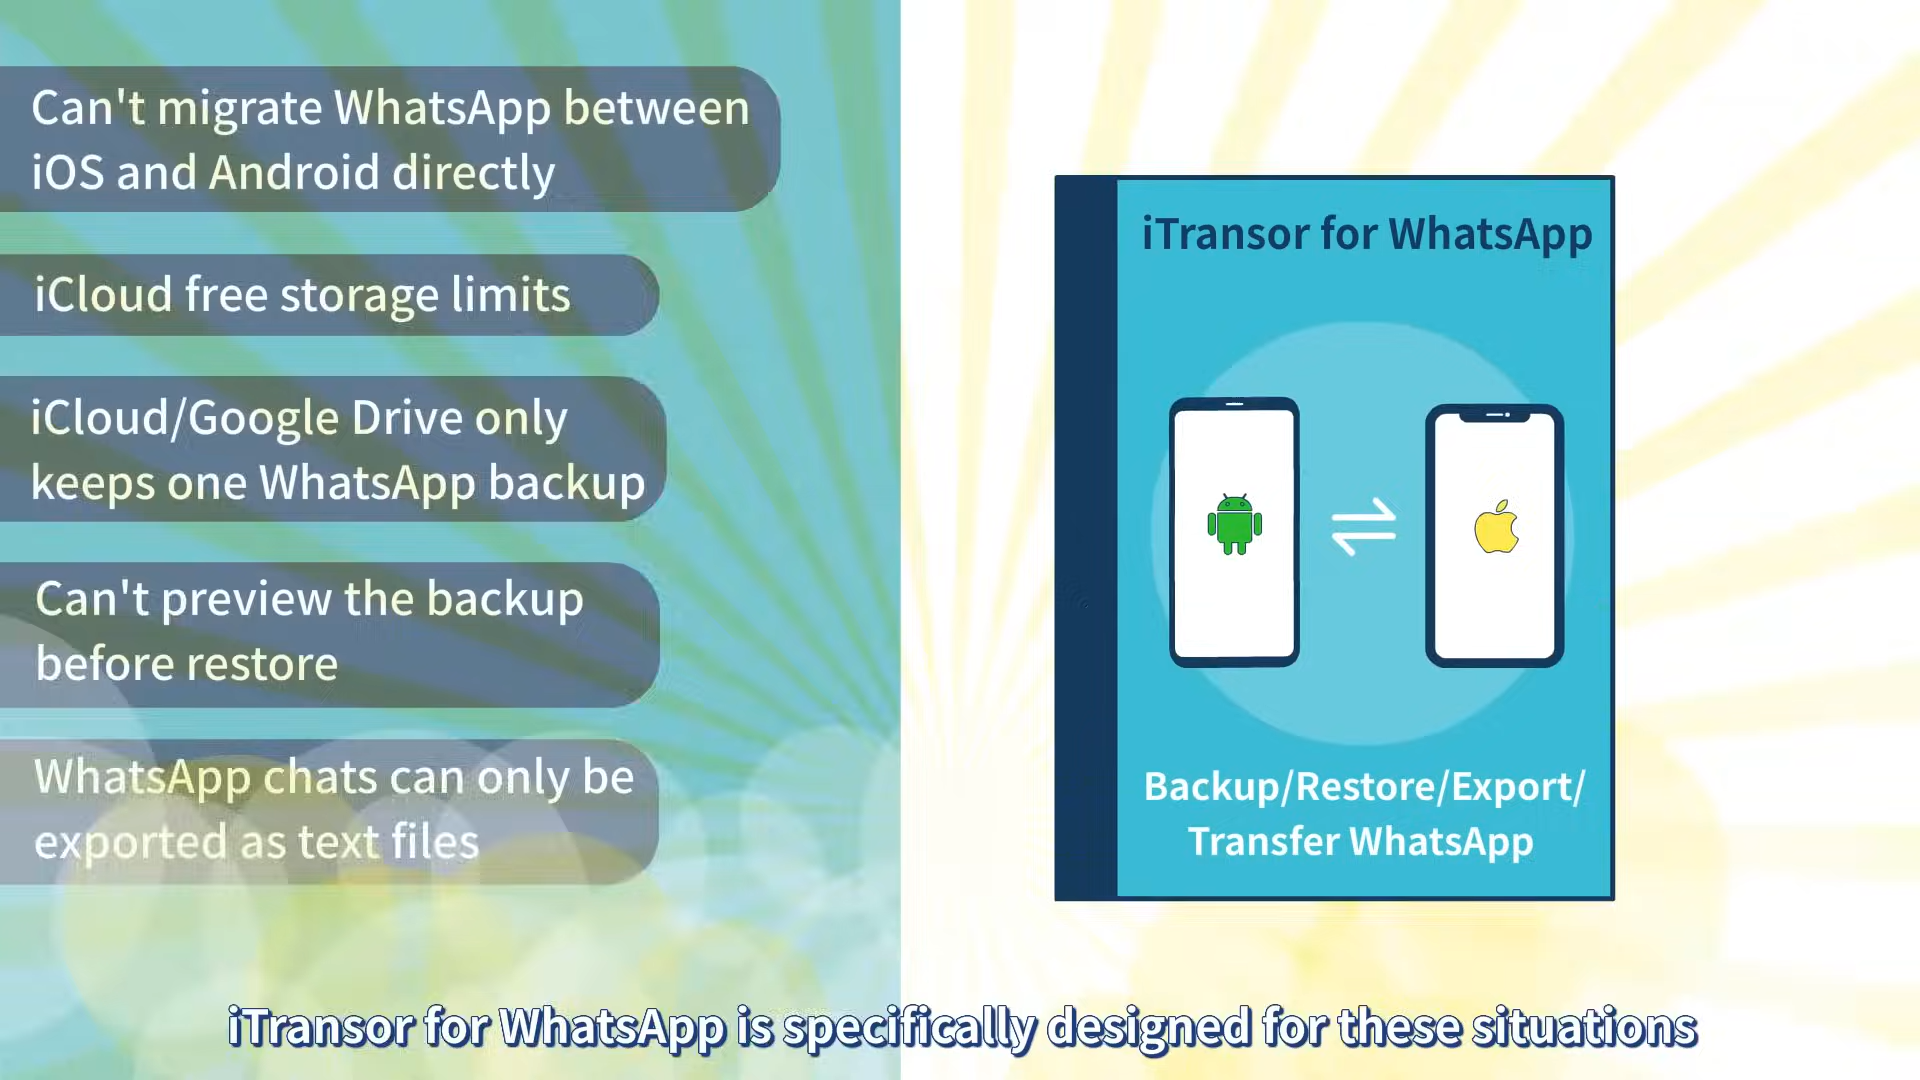 Can't migrate WhatsApp between
iOS and Android directly
iCloud free storage limits
iCloud/Google Drive only
keeps one WhatsApp backup
Can't preview the backup
before restore
WhatsApp chats can only be
exported as text files
iTransor for WhatsApp
Backup/Restore/Export/
Transfer WhatsApp
iTransor for WhatsApp is specifically designed for these situations